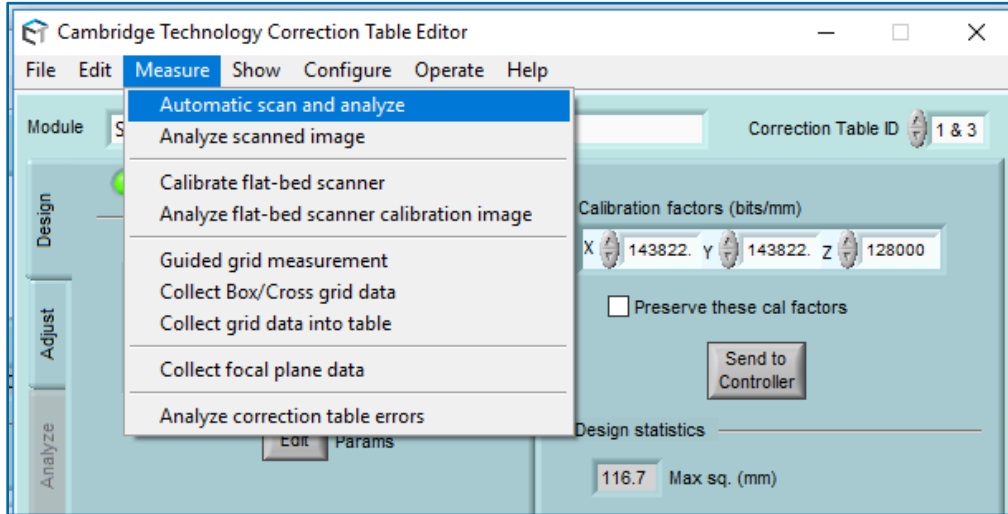 Cambridge Technology Correction Table Editor
File Edit Measure Show Configure Operate Help
Automatic scan and analyze
Analyze scanned image
Calibrate flat-bed scanner
Analyze flat-bed scanner calibration image
Guided grid measurement
Collect Box/Cross grid data
Collect grid data into table
Collect focal plane data
Analyze correction table errors
Module S
Correction Table ID 1 & 3
Design
Adjust
Analyze
Calibration factors (bits/mm)
X 143822. Y 143822. Z 128000
Preserve these cal factors
Send to
Controller
Edit Params
Design statistics
116.7 Max sq. (mm)